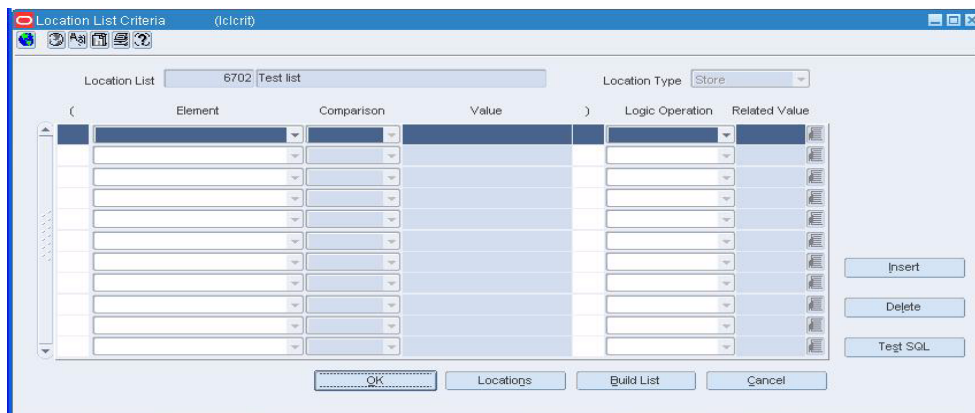 Location List Criteria (lclcrit)
Location List 6702 Test list Location Type Store
( Element Comparison Value ) Logic Operation Related Value
Insert
Delete
Test SQL
OK Locations Build List Cancel